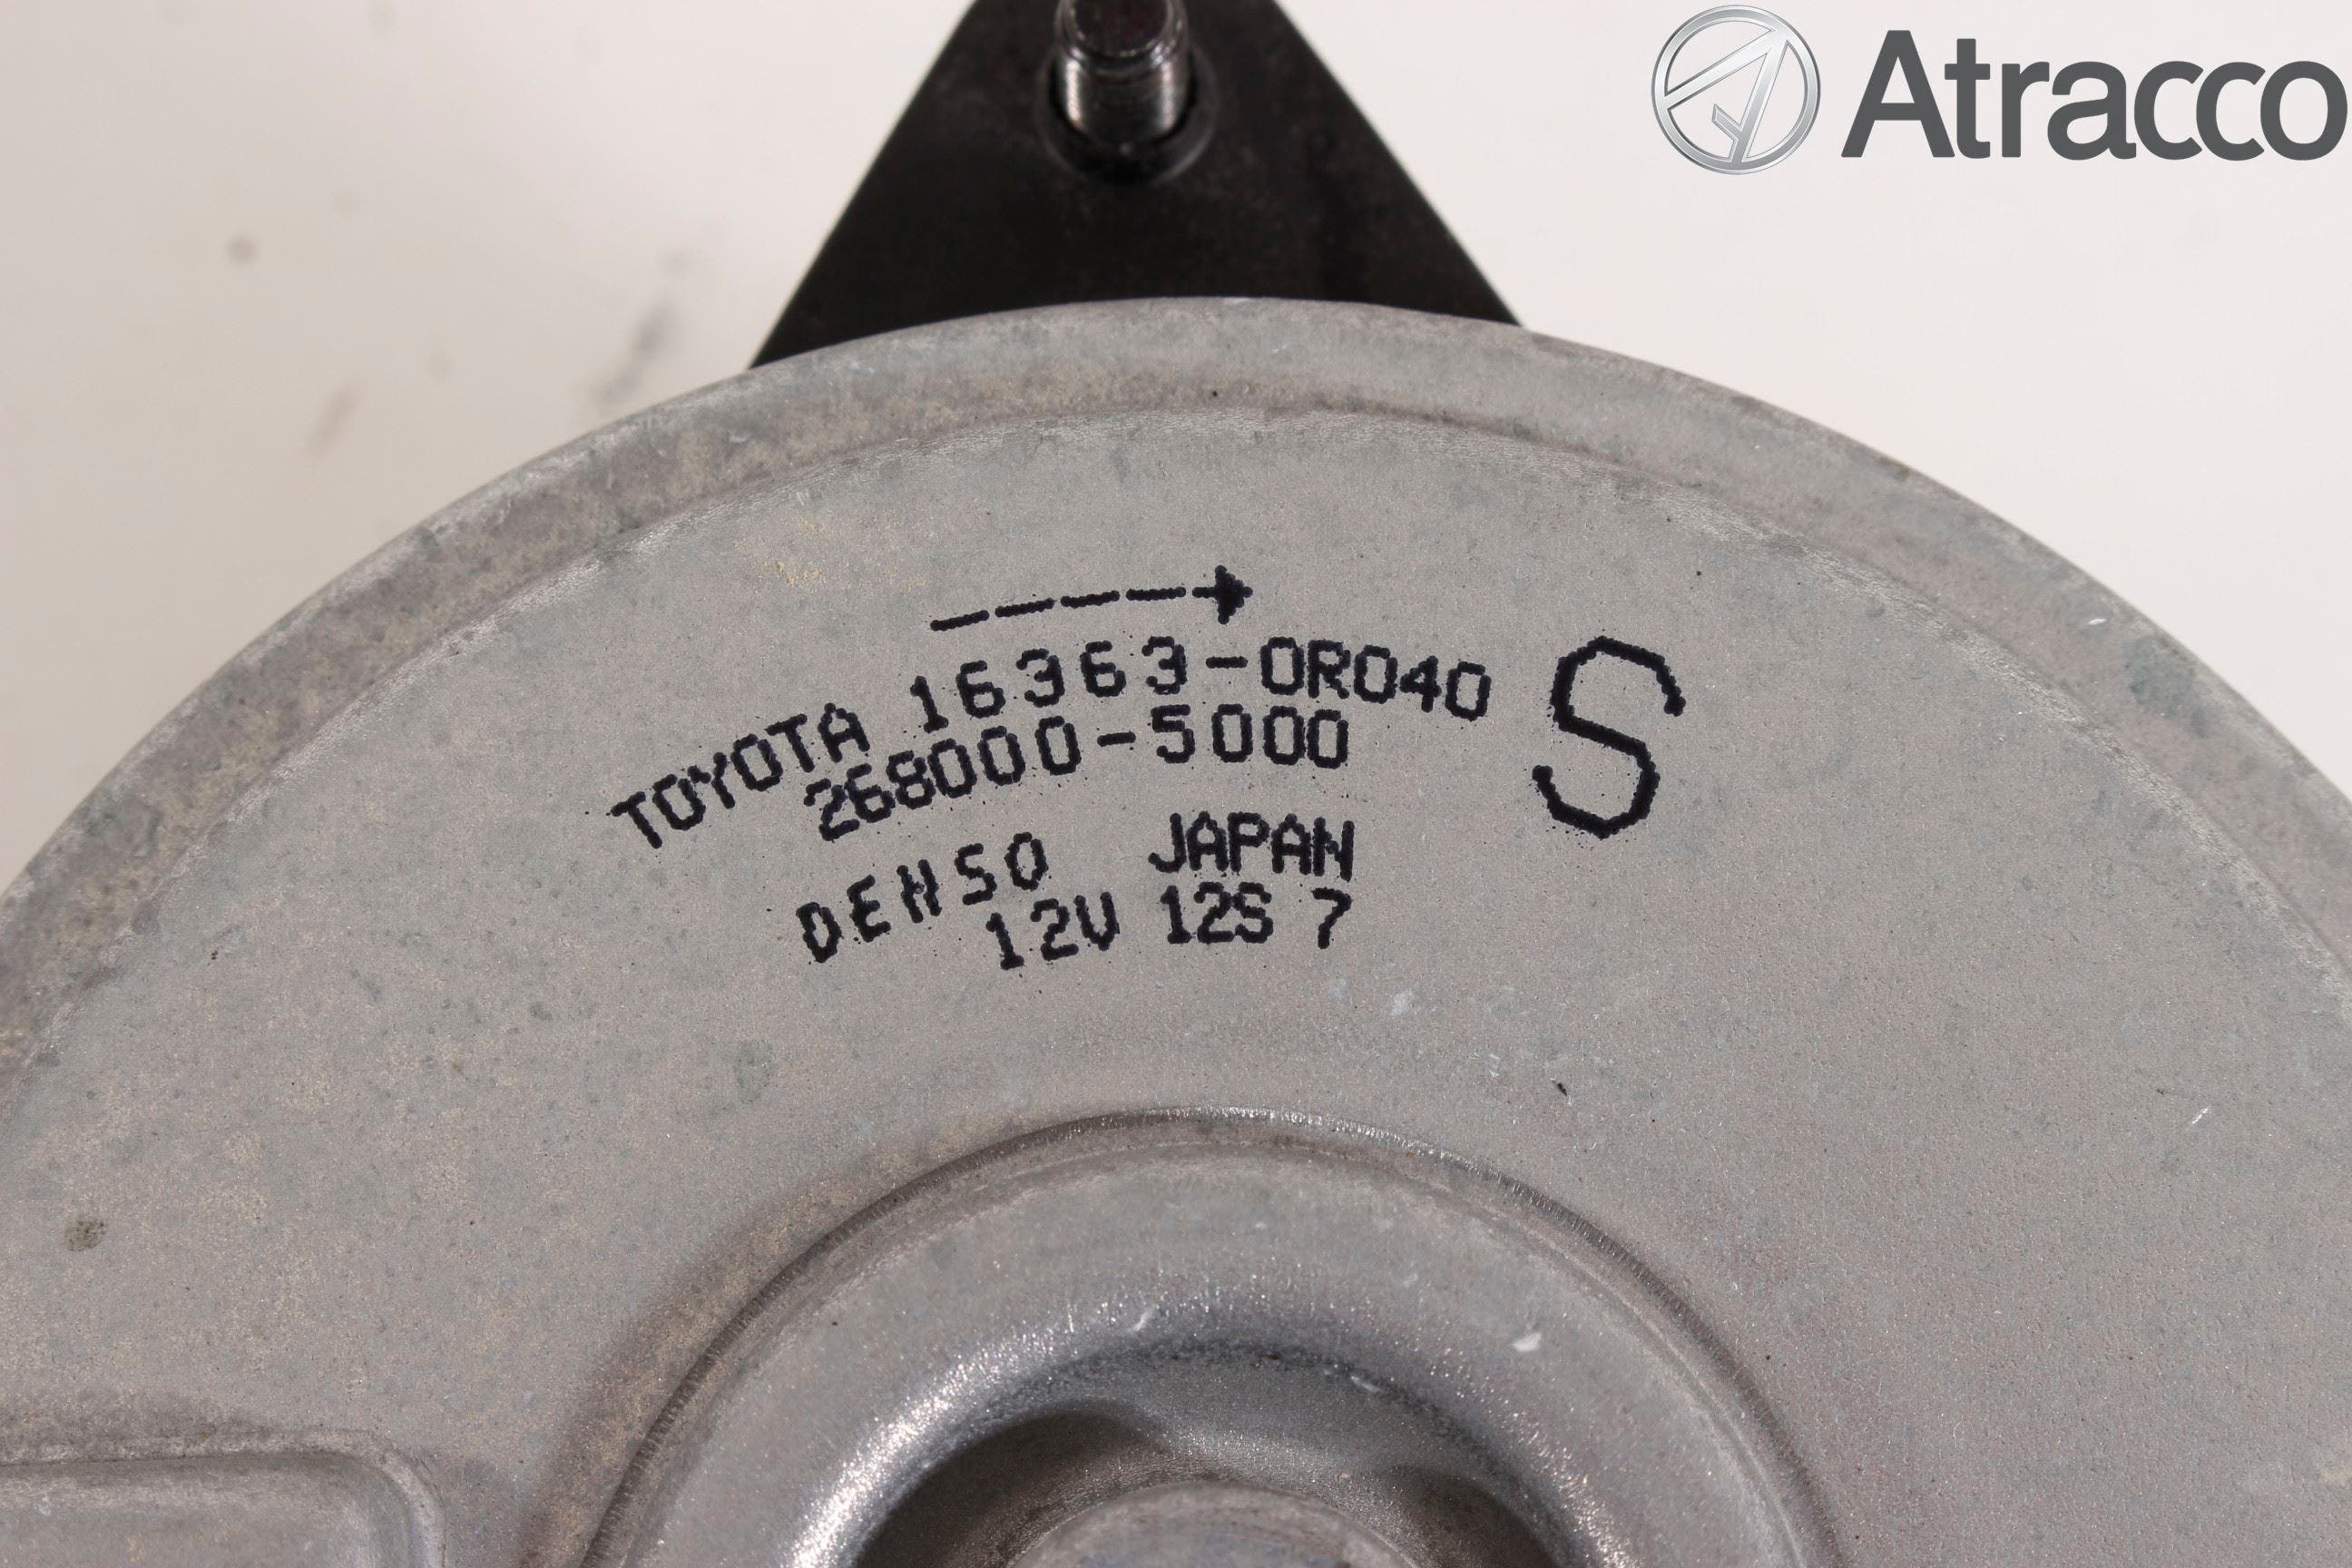 Atracco
TOYOTA 16363-0R040
S
268000-5000
DENSO JAPAN
12V 12S 7